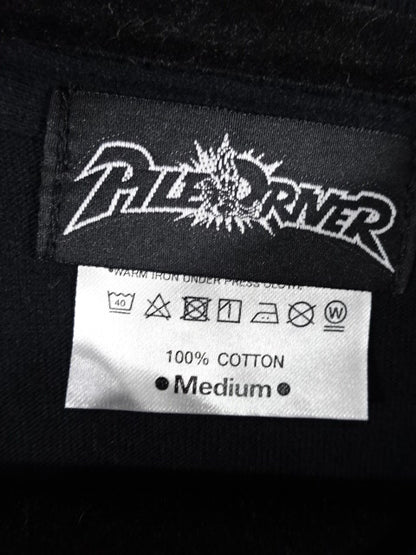 PILEDRIVER
•WARM IRON UNDER PRESS CLOTH
40
W
100% COTTON
•Medium•